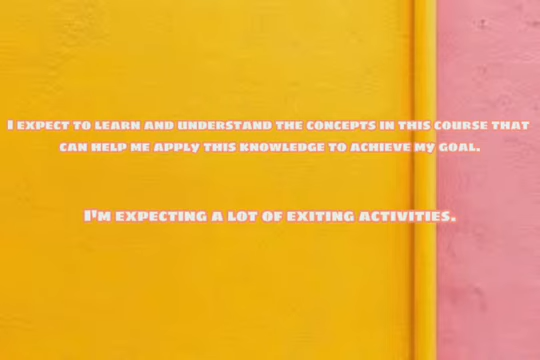 I expect to learn and understand the concepts in this course that
can help me apply this knowledge to achieve my goal.
I'm expecting a lot of exiting activities.